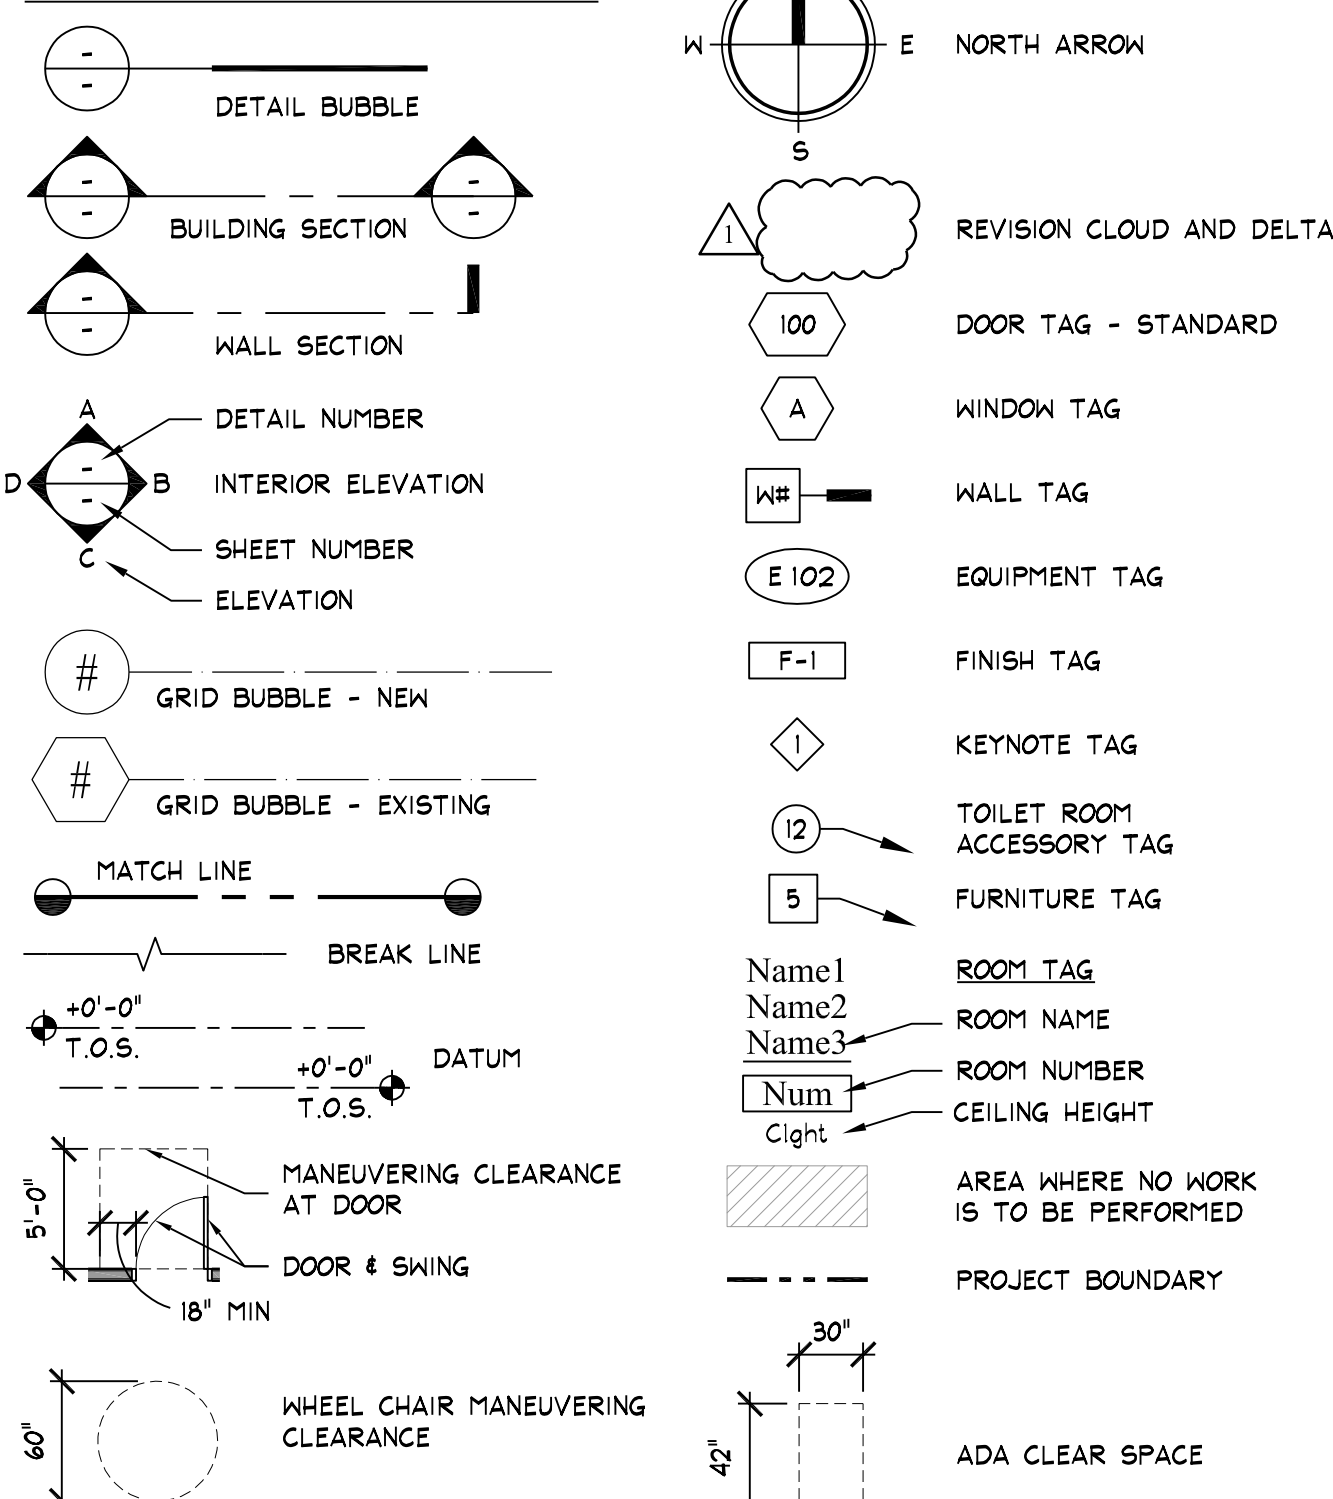 -
-
DETAIL BUBBLE
-
-
-
-
BUILDING SECTION
-
-
WALL SECTION
A
DETAIL NUMBER
D
-
-
B
INTERIOR ELEVATION
SHEET NUMBER
C
ELEVATION
#
GRID BUBBLE - NEW
#
GRID BUBBLE - EXISTING
MATCH LINE
BREAK LINE
+0'-0"
T.O.S.
DATUM
+0'-0"
T.O.S.
5'-0"
MANEUVERING CLEARANCE
AT DOOR
DOOR & SWING
18" MIN
60"
WHEEL CHAIR MANEUVERING
CLEARANCE
W
E
S
NORTH ARROW
1
REVISION CLOUD AND DELTA
100
DOOR TAG - STANDARD
A
WINDOW TAG
W#
WALL TAG
E 102
EQUIPMENT TAG
F-1
FINISH TAG
1
KEYNOTE TAG
12
TOILET ROOM
ACCESSORY TAG
5
FURNITURE TAG
Name1
Name2
Name3
Num
Clght
ROOM TAG
ROOM NAME
ROOM NUMBER
CEILING HEIGHT
AREA WHERE NO WORK
IS TO BE PERFORMED
PROJECT BOUNDARY
30"
42"
ADA CLEAR SPACE